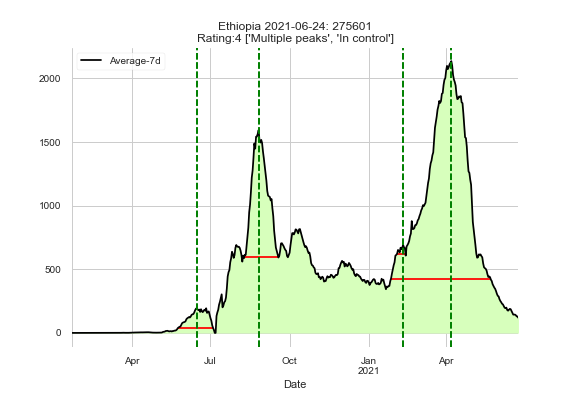 Ethiopia 2021-06-24: 275601
Rating:4 ['Multiple peaks', 'In control']
Average-7d
2000
1500
1000
500
0
Apr Jul Oct Jan Apr
2021
Date